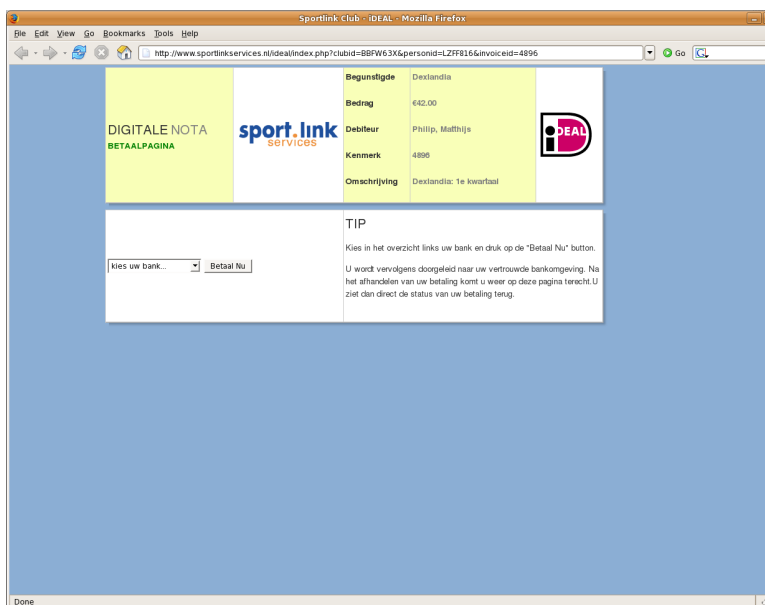 Sportlink Club - iDEAL - Mozilla Firefox
File Edit View Go Bookmarks Tools Help
http://www.sportlinkservices.nl/ideal/index.php?clubid=BBFW63X&personid=LZFF816&invoiceid=4896
Go
G
DIGITALE NOTA
BETAALPAGINA
sport.link
services
Begunstigde Dexlandia
Bedrag €42.00
Debiteur Philip, Matthijs
Kenmerk 4896
Omschrijving Dexlandia: 1e kwartaal
iDEAL
kies uw bank... Betaal Nu
TIP
Kies in het overzicht links uw bank en druk op de "Betaal Nu" button.
U wordt vervolgens doorgeleid naar uw vertrouwde bankomgeving. Na
het afhandelen van uw betaling komt u weer op deze pagina terecht.U
ziet dan direct de status van uw betaling terug.
Done